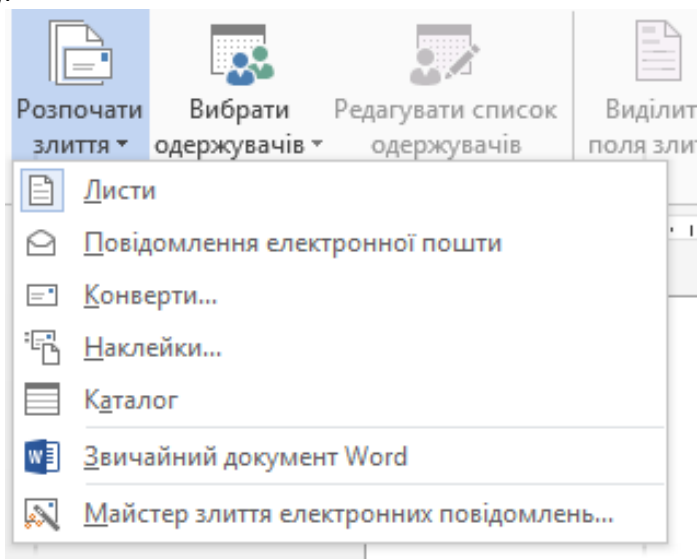 Розпочати злиття
Вибрати одержувачів
Редагувати список одержувачів
поля
Листи
Повідомлення електронної пошти
Конверти...
Наклейки...
Каталог
Звичайний документ Word
Майстер злиття електронних повідомлень...